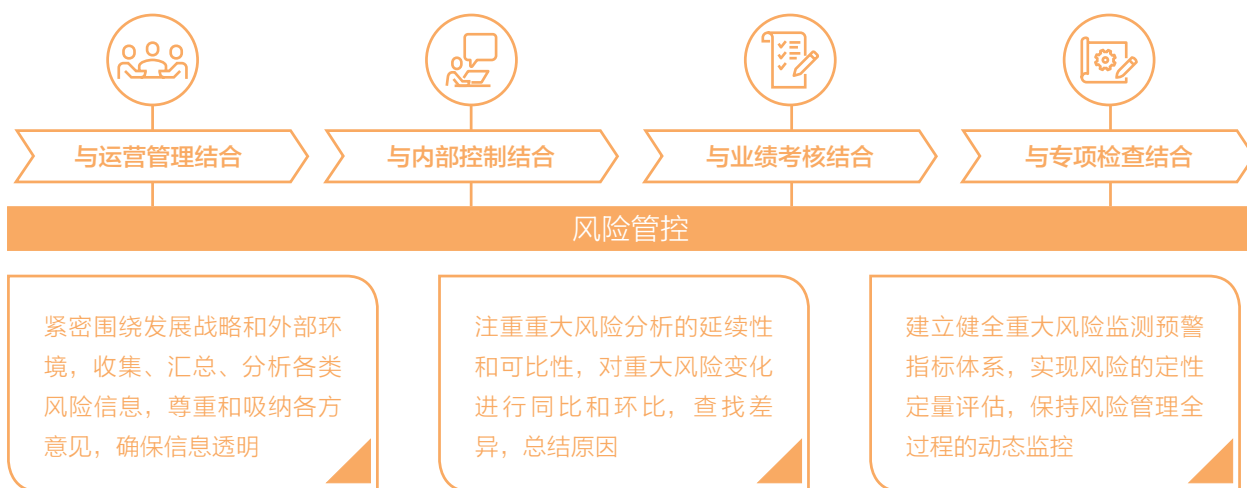 与运营管理结合
与内部控制结合
与业绩考核结合
与专项检查结合
风险管控
紧密围绕发展战略和外部环
境，收集、汇总、分析各类
风险信息，尊重和吸纳各方
意见，确保信息透明
注重重大风险分析的延续性
和可比性，对重大风险变化
进行同比和环比，查找差
异，总结原因
建立健全重大风险监测预警
指标体系，实现风险的定性
定量评估，保持风险管理全
过程的动态监控